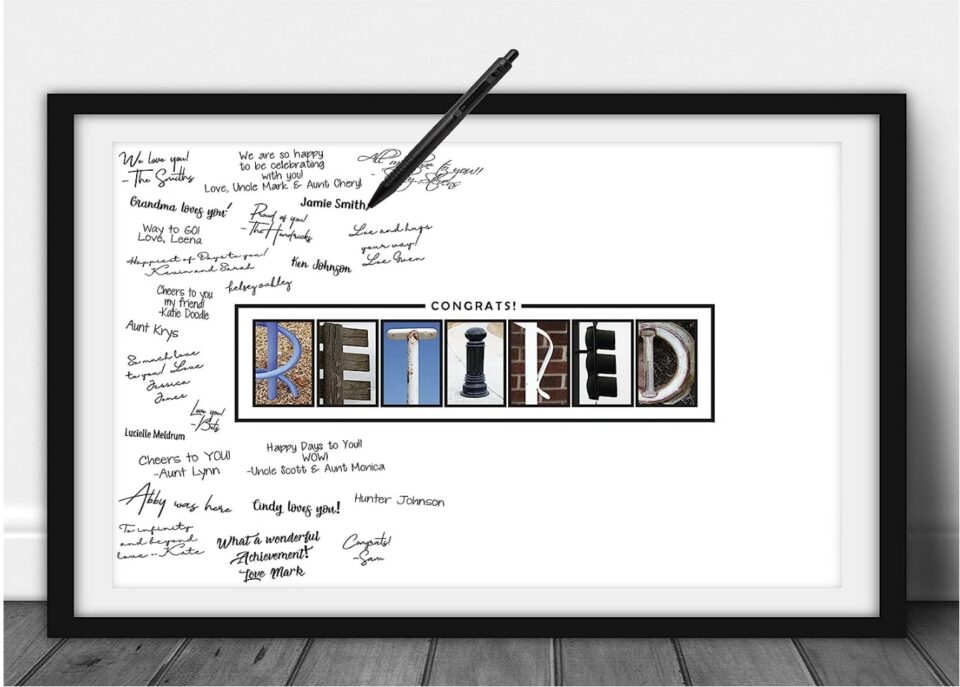 We love you!
-The Smiths
We are so happy
to be celebrating
with you!
Love, Uncle Mark & Aunt Cheryl
All my love to you!!
Stevens
Grandma loves you!
Proud of you!
-The Hendricks
Jamie Smith
Way to GO!
Love, Leena
Love and hugs
your way!
Love Gwen
Happiest of Days to you!
Kevin and Sarah
Ken Johnson
Cheers to you
my friend!
-Katie Doodle
kelsey oakley
Aunt Krys
So much love
to you! Love
Jessica
Jones
Love you!
-Bets
CONGRATS!
RETIRED
Lucielle Meldrum
Cheers to YOU!
-Aunt Lynn
Happy Days to You!!
WOW!
-Uncle Scott & Aunt Monica
Abby was here
Cindy loves you!
Hunter Johnson
To infinity
and beyond
love - Kate
What a wonderful
Achievement!
Love Mark
Congrats!
-Sam